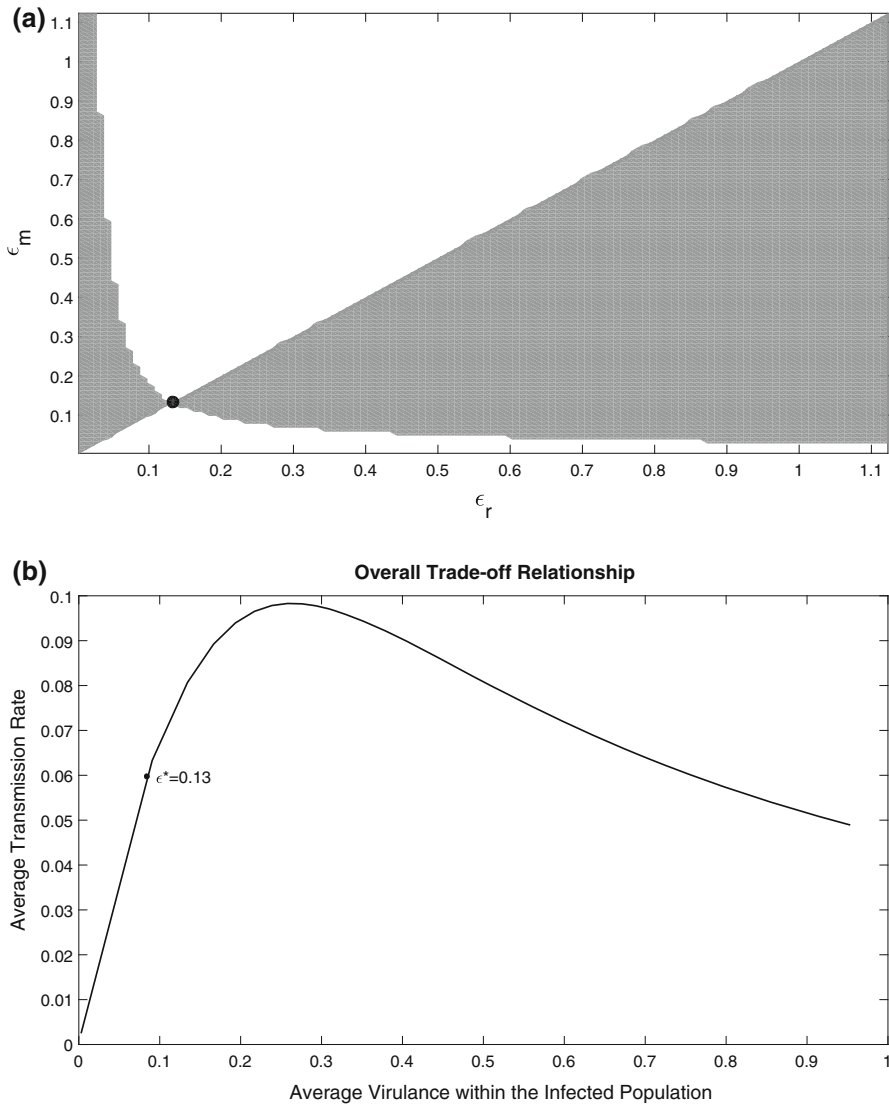 (a)
1.1
1
0.9
0.8
0.7
0.6
0.5
0.4
0.3
0.2
0.1
ϵm
0.1 0.2 0.3 0.4 0.5 0.6 0.7 0.8 0.9 1 1.1
ϵr
(b)
Overall Trade-off Relationship
0.1
0.09
0.08
0.07
0.06
0.05
0.04
0.03
0.02
0.01
0
Average Transmission Rate
ϵ*=0.13
0 0.1 0.2 0.3 0.4 0.5 0.6 0.7 0.8 0.9 1
Average Virulance within the Infected Population